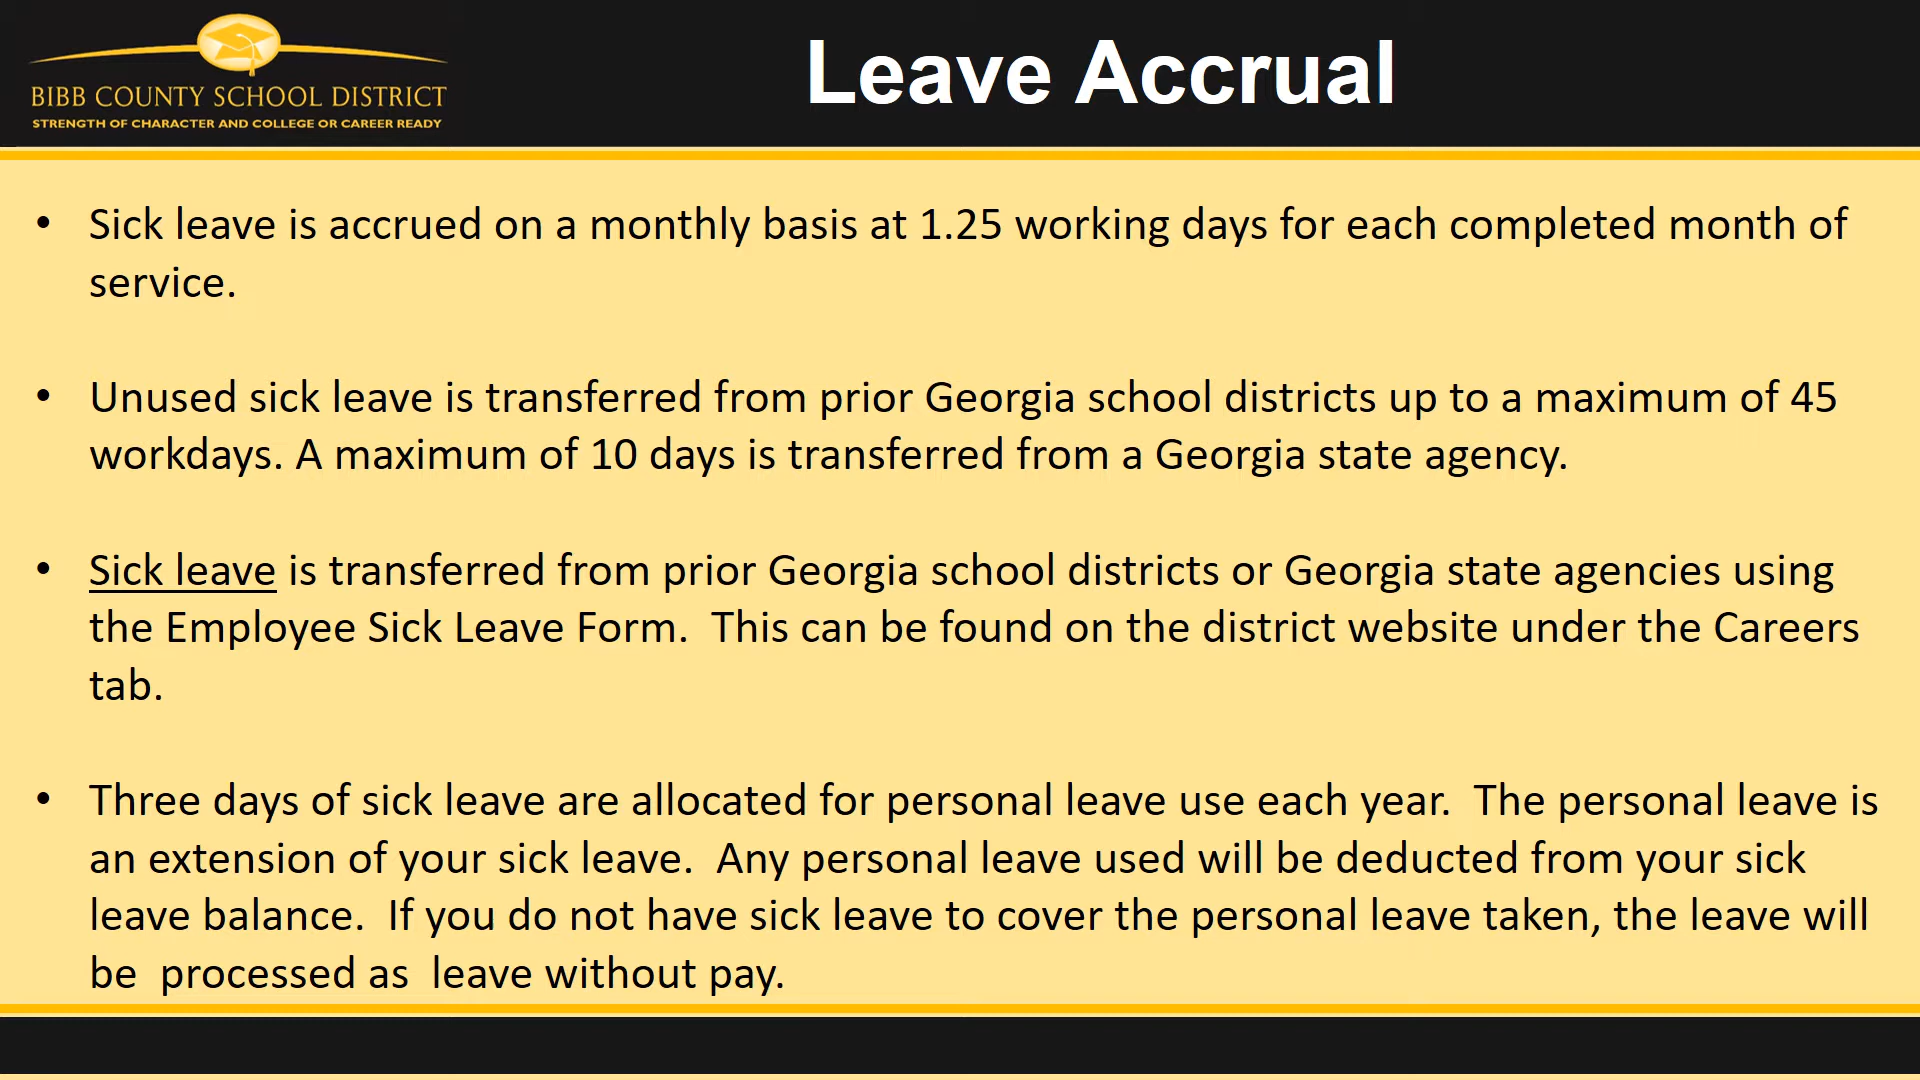 BIBB COUNTY SCHOOL DISTRICT
STRENGTH OF CHARACTER AND COLLEGE OR CAREER READY
Leave Accrual
• Sick leave is accrued on a monthly basis at 1.25 working days for each completed month of
service.
• Unused sick leave is transferred from prior Georgia school districts up to a maximum of 45
workdays. A maximum of 10 days is transferred from a Georgia state agency.
• Sick leave is transferred from prior Georgia school districts or Georgia state agencies using
the Employee Sick Leave Form.  This can be found on the district website under the Careers
tab.
• Three days of sick leave are allocated for personal leave use each year.  The personal leave is
an extension of your sick leave.  Any personal leave used will be deducted from your sick
leave balance.  If you do not have sick leave to cover the personal leave taken, the leave will
be  processed as  leave without pay.